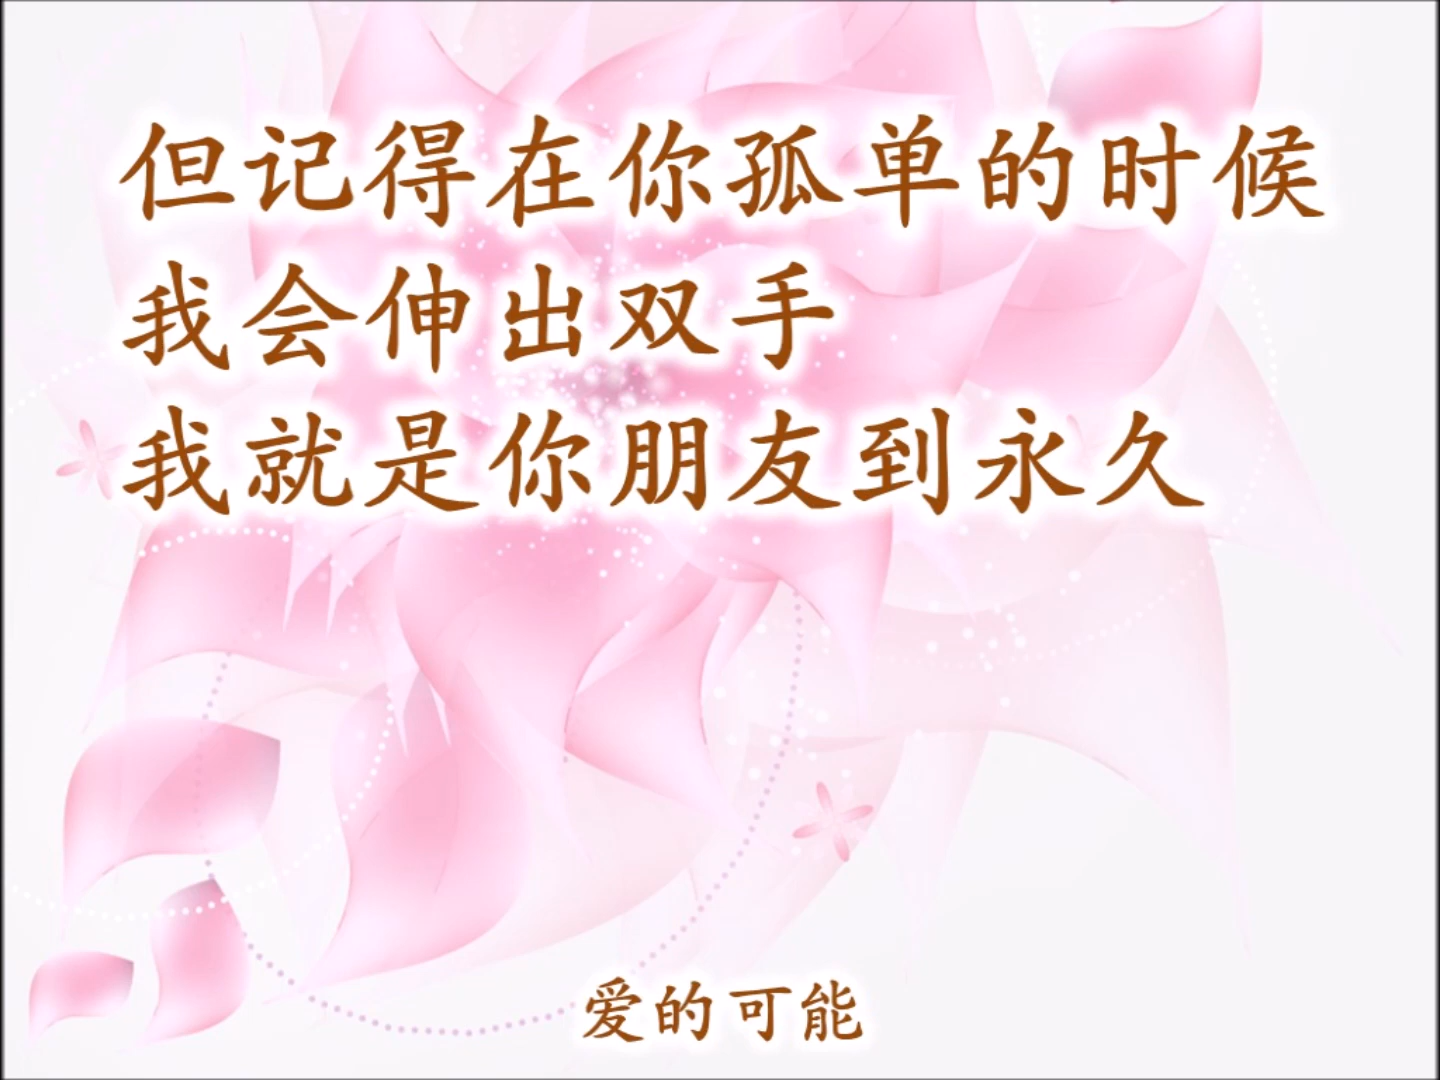 但记得在你孤单的时候
我会伸出双手
我就是你朋友到永久
爱的可能